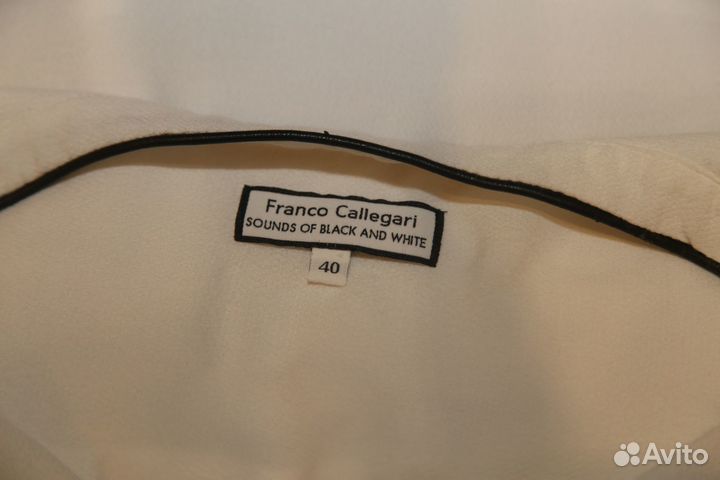 Franco Callegari
SOUNDS OF BLACK AND WHITE
40
Avito